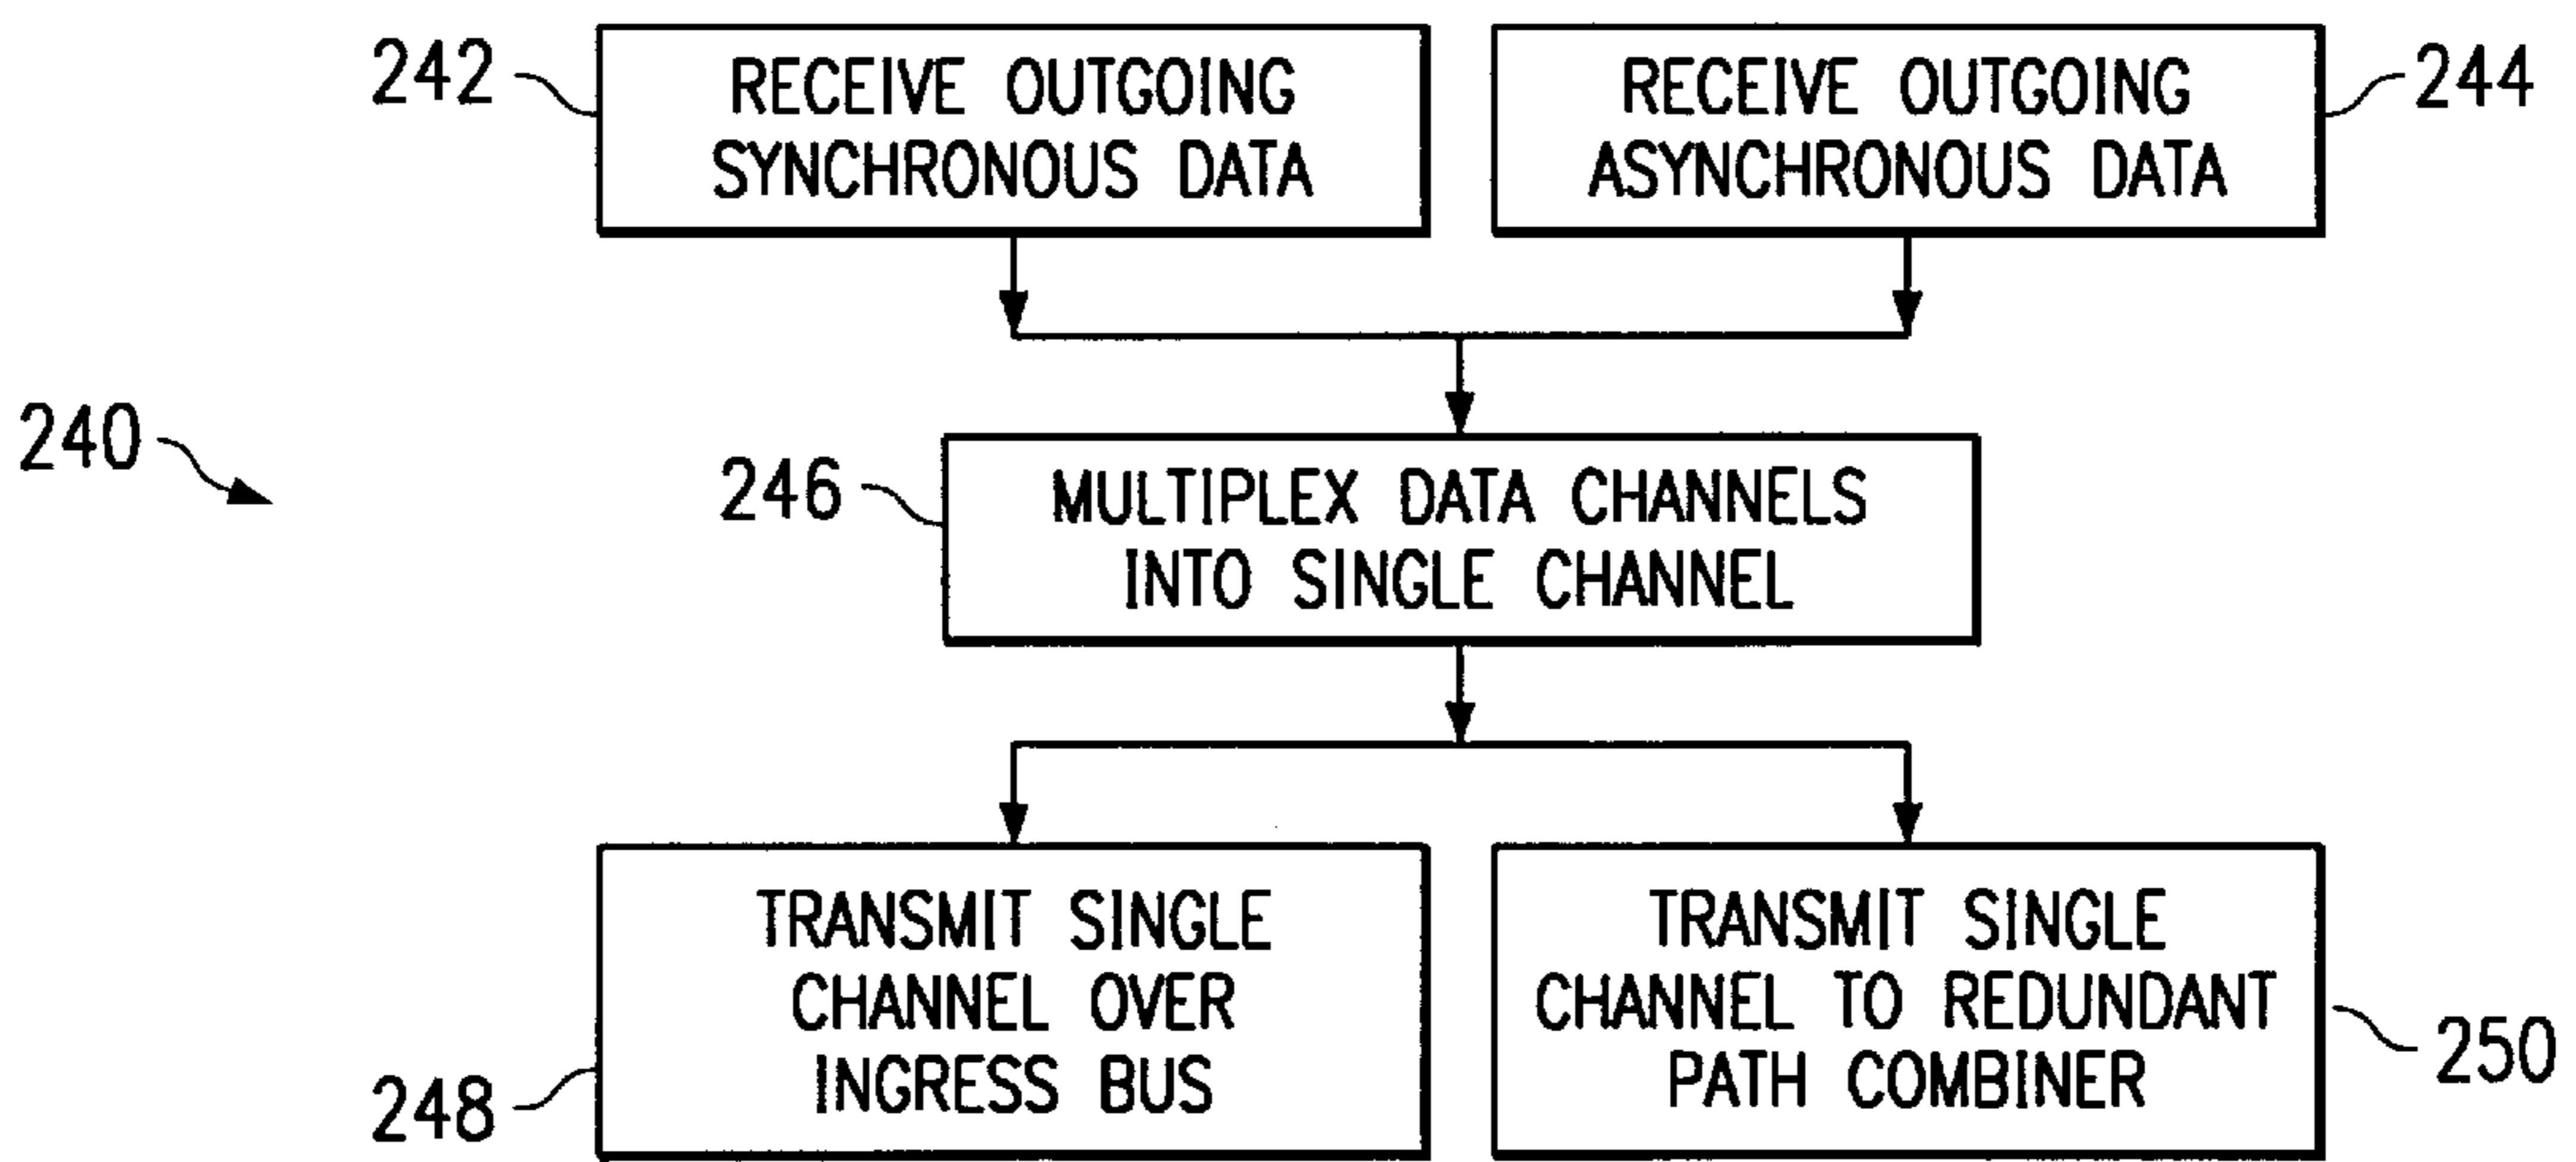 242
RECEIVE OUTGOING
SYNCHRONOUS DATA
RECEIVE OUTGOING
ASYNCHRONOUS DATA
244
240
246
MULTIPLEX DATA CHANNELS
INTO SINGLE CHANNEL
TRANSMIT SINGLE
CHANNEL OVER
INGRESS BUS
248
TRANSMIT SINGLE
CHANNEL TO REDUNDANT
PATH COMBINER
250